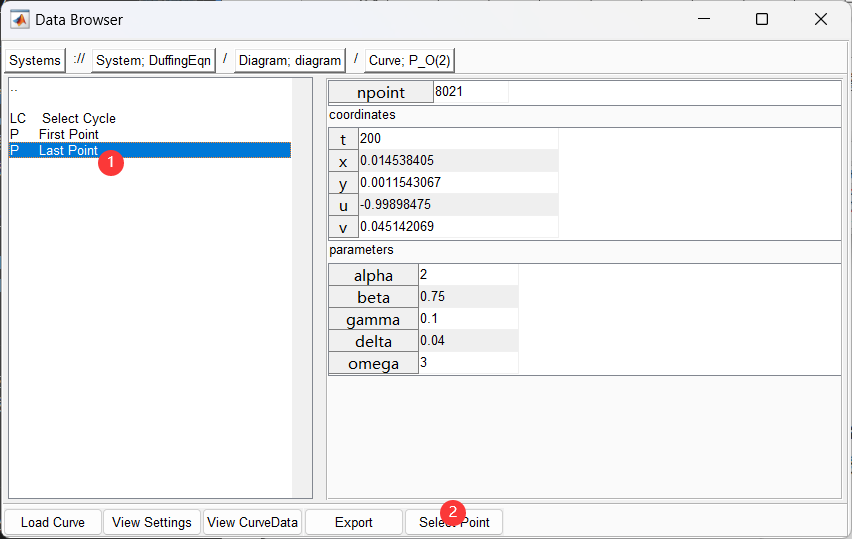 Data Browser
Systems :// System; DuffingEqn / Diagram; diagram / Curve; P_O(2)
..
LC Select Cycle
P First Point
P Last Point
1
npoint 8021
coordinates
t 200
x 0.014538405
y 0.0011543067
u -0.99898475
v 0.045142069
parameters
alpha 2
beta 0.75
gamma 0.1
delta 0.04
omega 3
2
Load Curve View Settings View CurveData Export Select Point